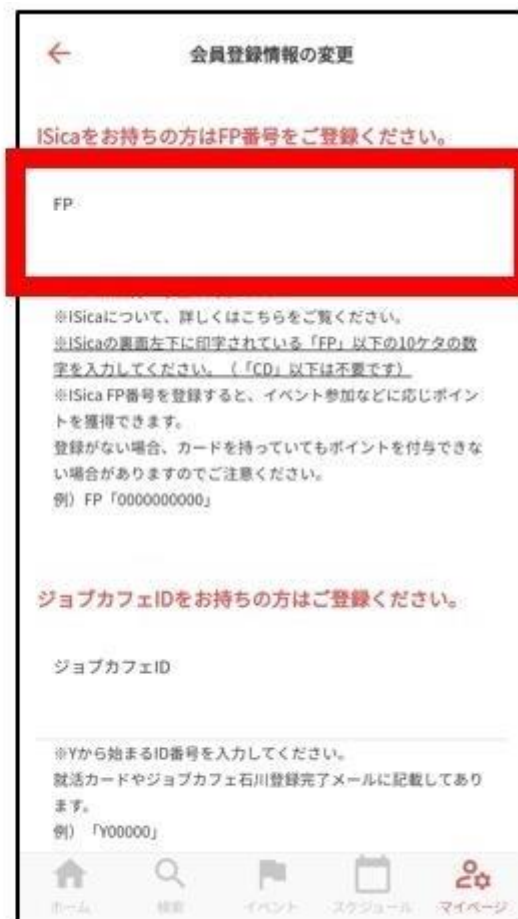 会員登録情報の変更
ISicaをお持ちの方はFP番号をご登録ください。
FP
※ISicaについて、詳しくはこちらをご覧ください。
※ISicaの裏面左下に印字されている「FP」以下の10ケタの数
字を入力してください。（「CD」以下は不要です）
※ISica FP番号を登録すると、イベント参加などに応じポイン
トを獲得できます。
登録がない場合、カードを持っていてもポイントを付与できな
い場合がありますのでご注意ください。
例）FP「0000000000」
ジョブカフェIDをお持ちの方はご登録ください。
ジョブカフェID
※Yから始まるID番号を入力してください。
就活カードやジョブカフェ石川登録完了メールに記載してあり
ます。
例）「Y00000」
ホーム 検索 イベント スケジュール マイページ